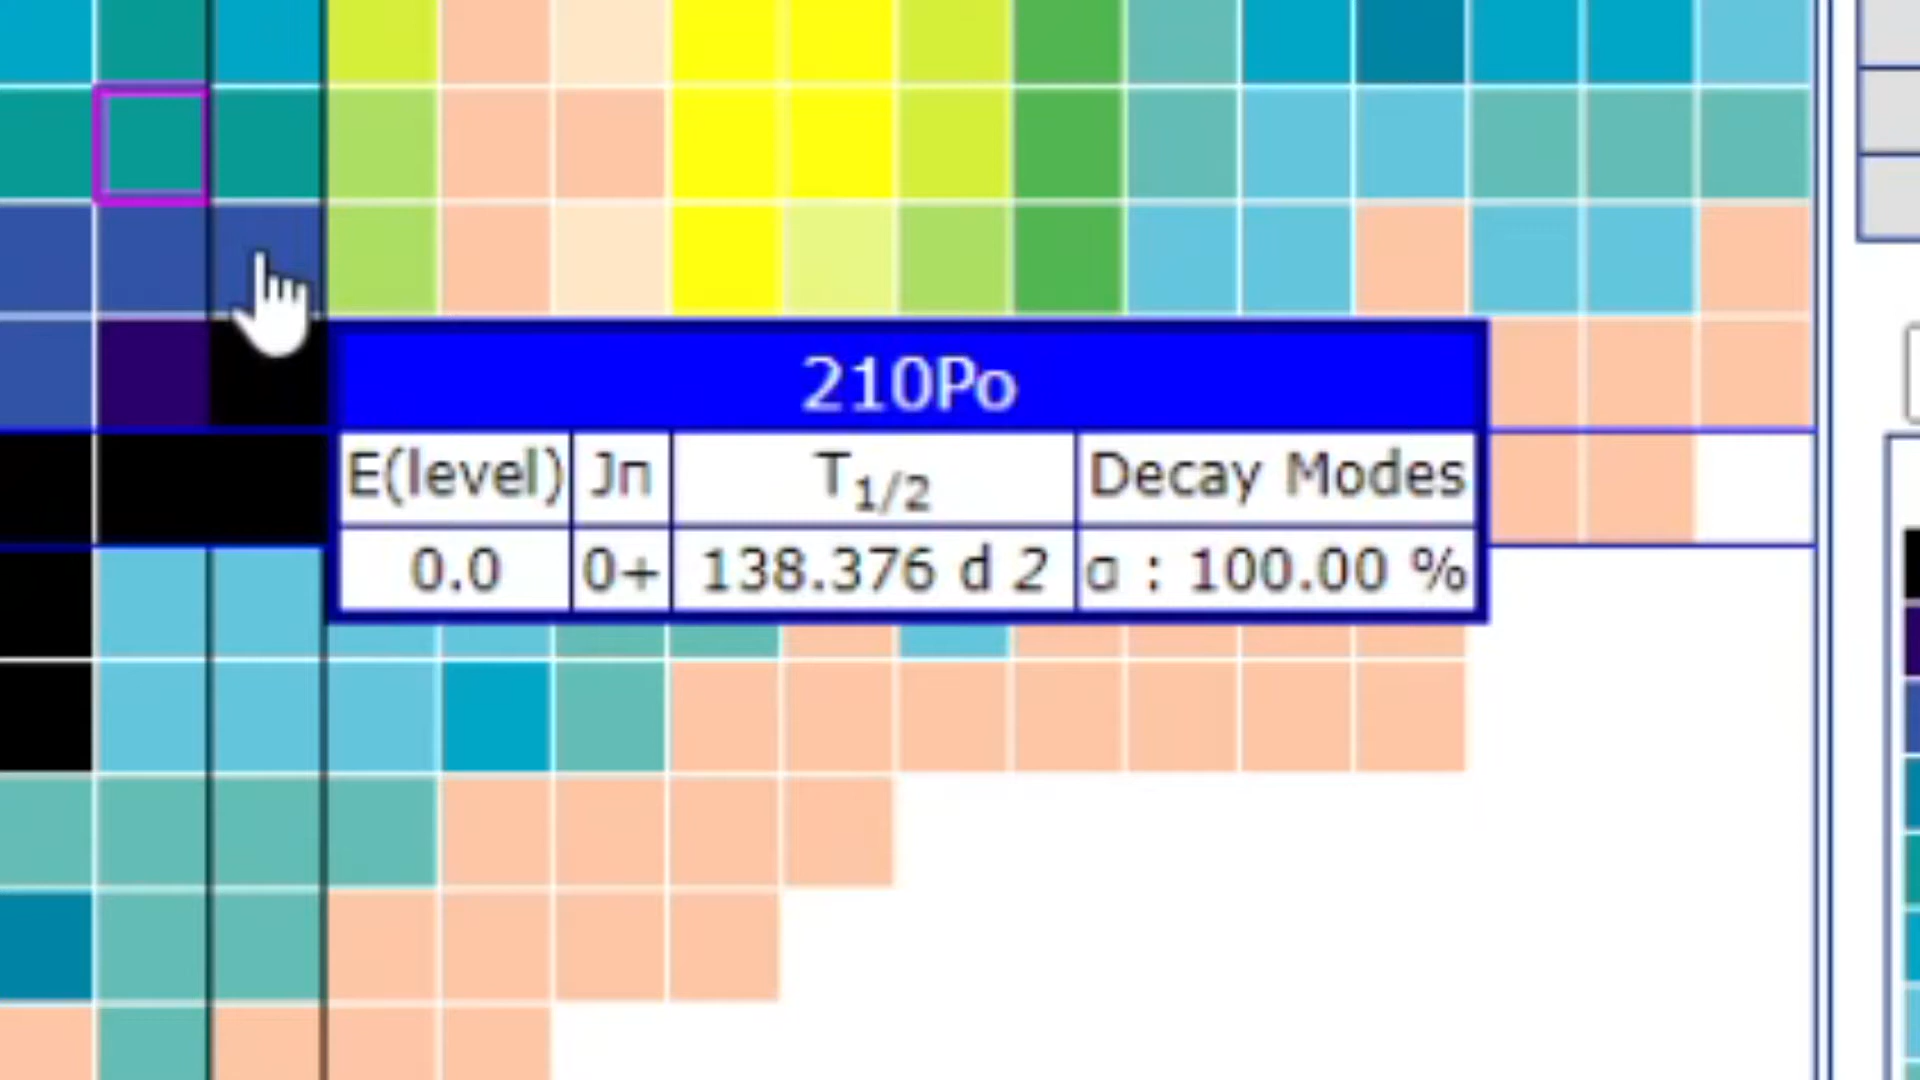 210Po
E(level) Jπ T1/2 Decay Modes
0.0 0+ 138.376 d 2 α : 100.00 %